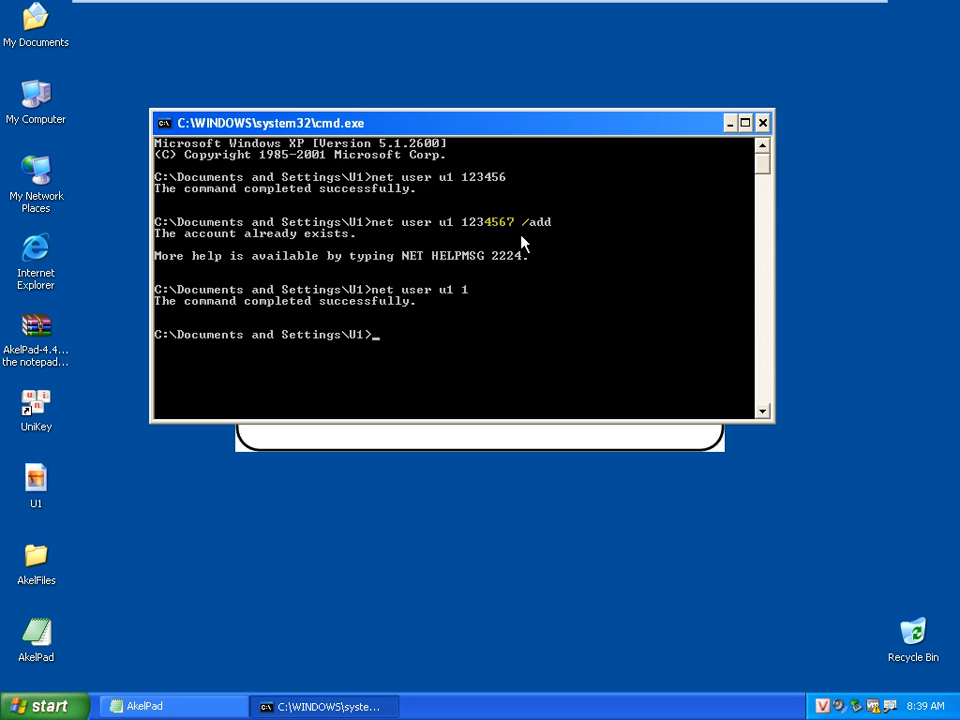 My Documents
My Computer
My Network
Places
Internet
Explorer
AkelPad-4.4...
the notepad...
UniKey
U1
AkelFiles
AkelPad
C:\WINDOWS\system32\cmd.exe
Microsoft Windows XP [Version 5.1.2600]
(C) Copyright 1985-2001 Microsoft Corp.
C:\Documents and Settings\U1>net user u1 123456
The command completed successfully.
C:\Documents and Settings\U1>net user u1 1234567 /add
The account already exists.
More help is available by typing NET HELPMSG 2224.
C:\Documents and Settings\U1>net user u1 1
The command completed successfully.
C:\Documents and Settings\U1>_
Recycle Bin
start
AkelPad
C:\WINDOWS\syste...
V
8:39 AM